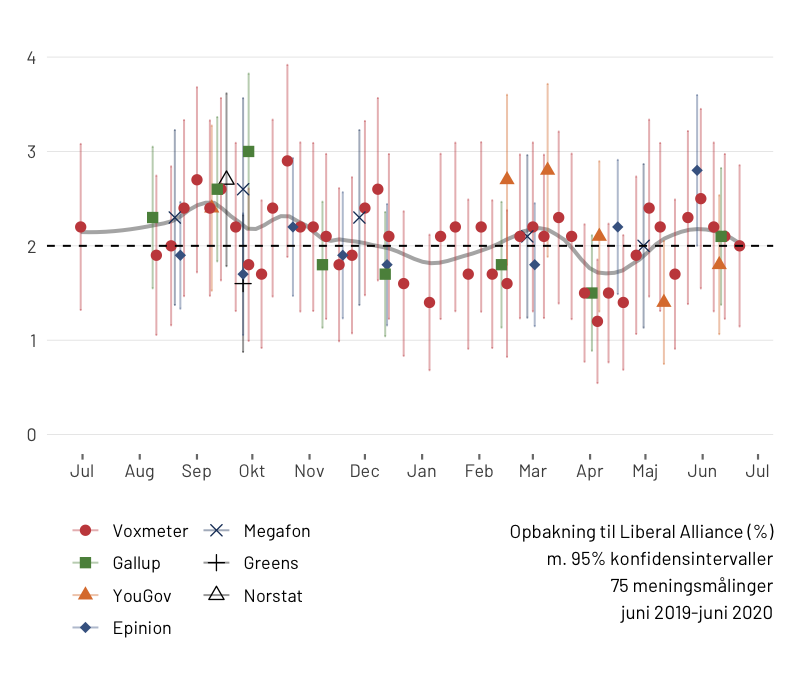 4
3
2
1
0
Jul Aug Sep Okt Nov Dec Jan Feb Mar Apr Maj Jun Jul
Voxmeter Megafon
Gallup Greens
YouGov Norstat
Epinion
Opbakning til Liberal Alliance (%)
m. 95% konfidensintervaller
75 meningsmålinger
juni 2019-juni 2020